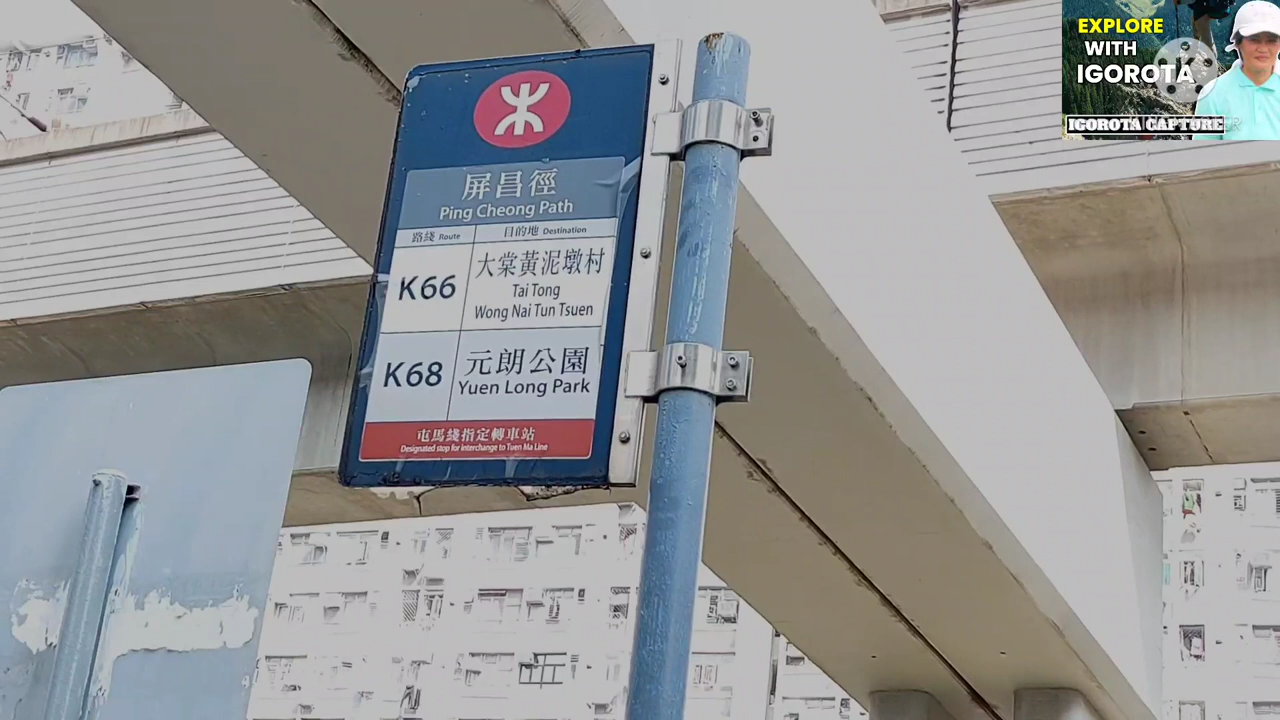 屏昌徑
Ping Cheong Path
路綫 Route 目的地 Destination
K66 大棠黃泥墩村
Tai Tong
Wong Nai Tun Tsuen
K68 元朗公園
Yuen Long Park
屯馬綫指定轉車站
Designated stop for interchange to Tuen Ma Line
EXPLORE
WITH
IGOROTA
IGOROTA CAPTURE